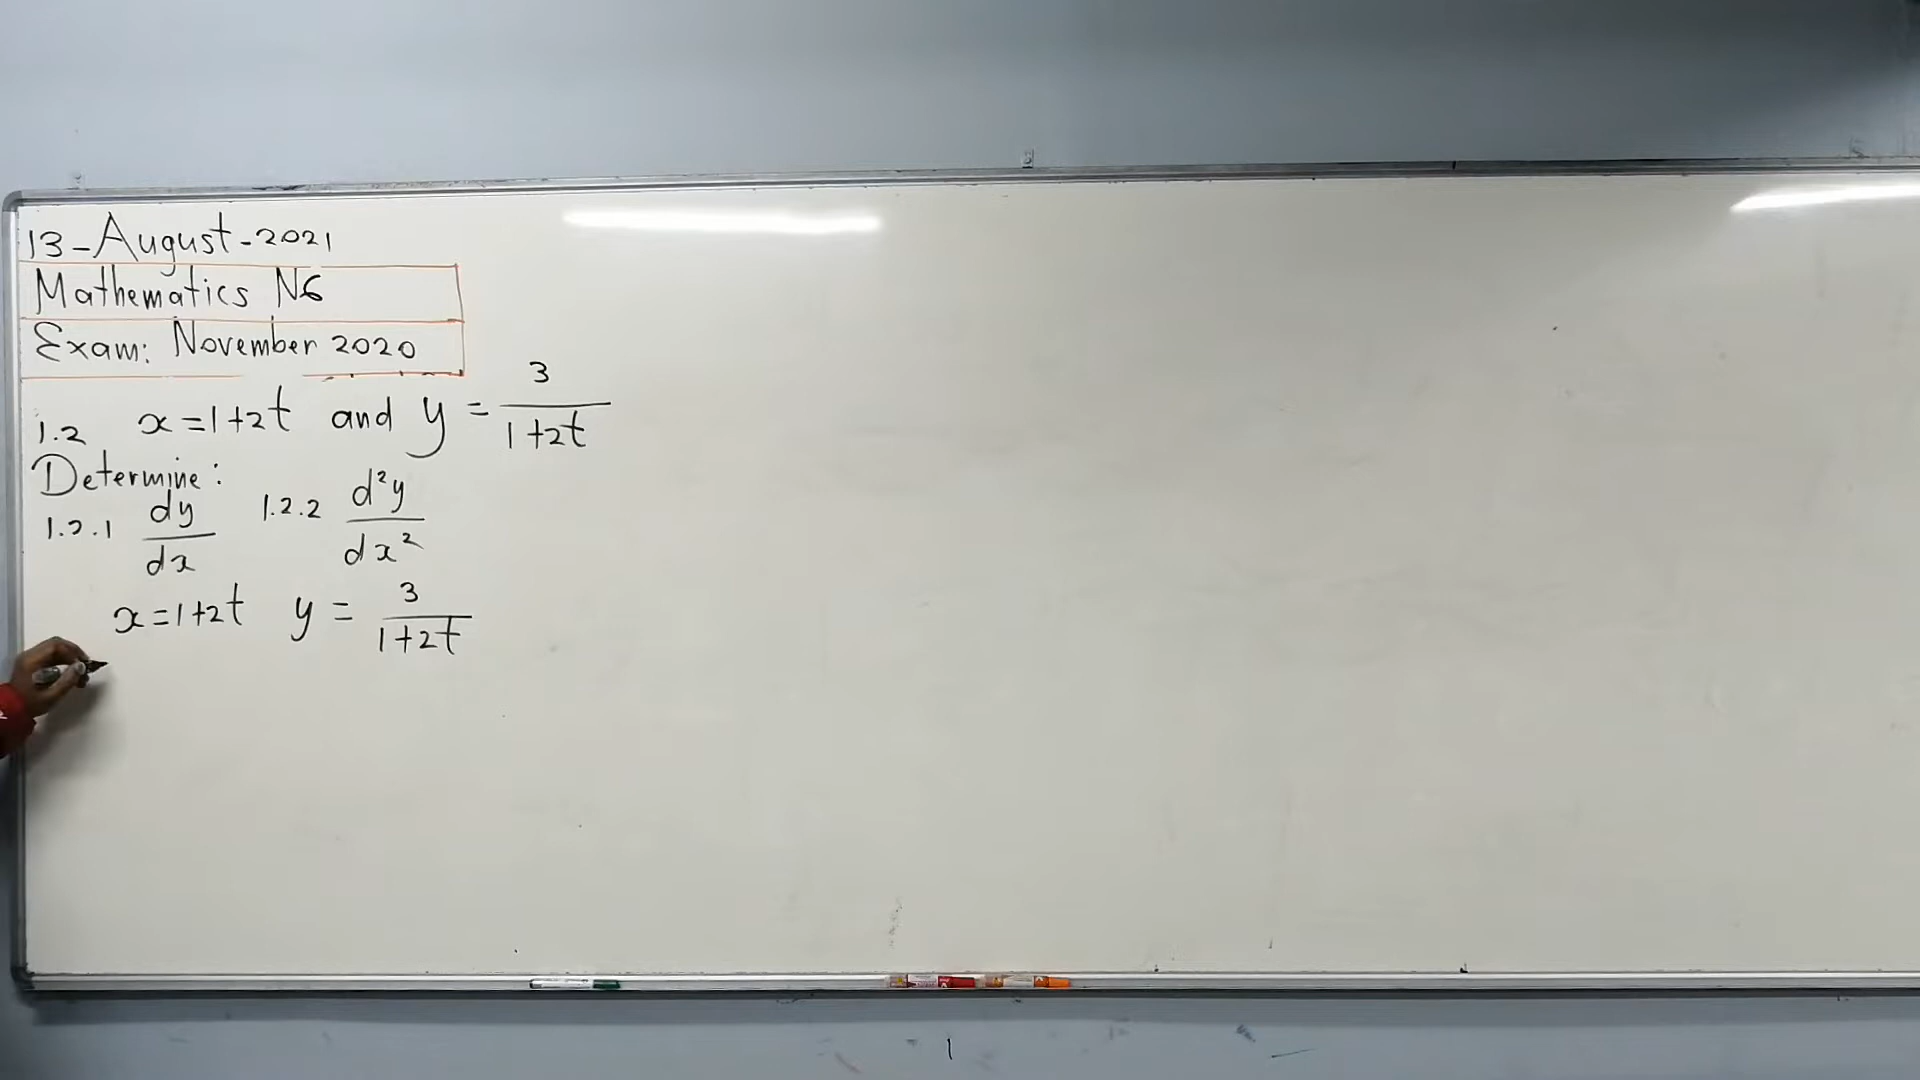 13-August-2021
Mathematics N6
Exam: November 2020
1.2 x=1+2t and y = 3/(1+2t)
Determine:
1.2.1 dy/dx 1.2.2 d²y/dx²
x=1+2t y = 3/(1+2t)